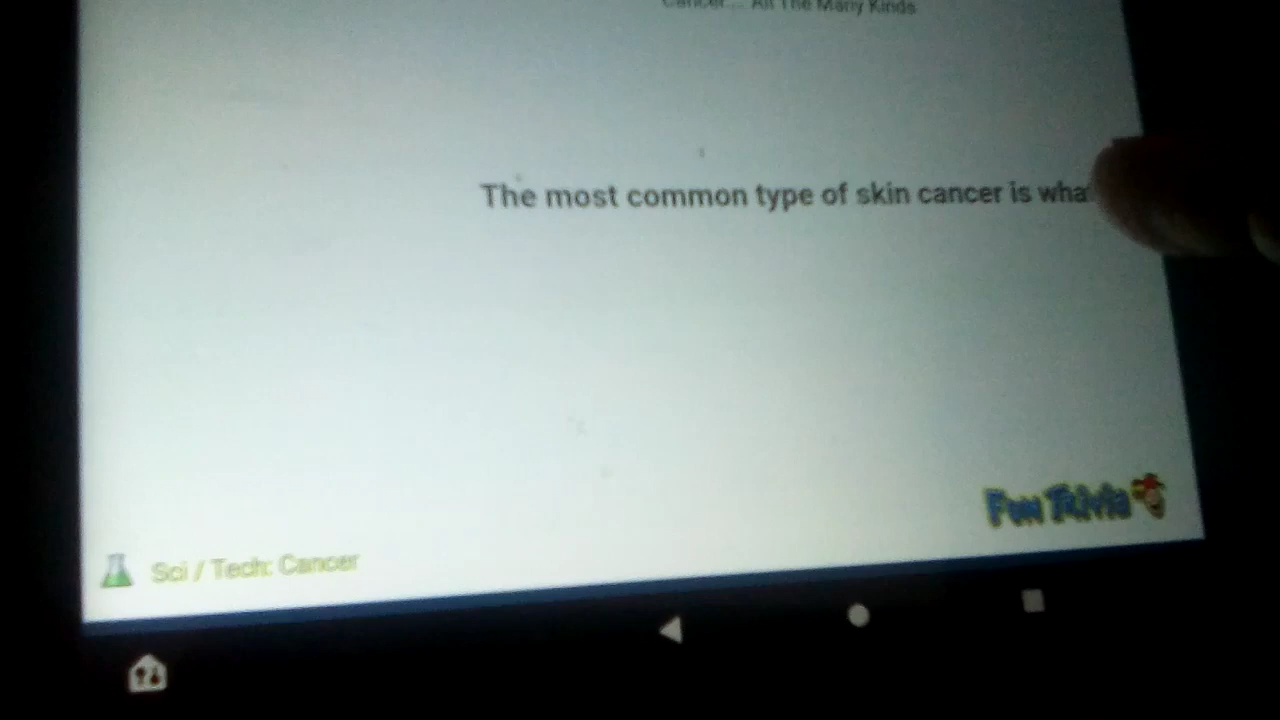 Cancer... All The Many Kinds
The most common type of skin cancer is wha
Fun Trivia
Sci / Tech: Cancer